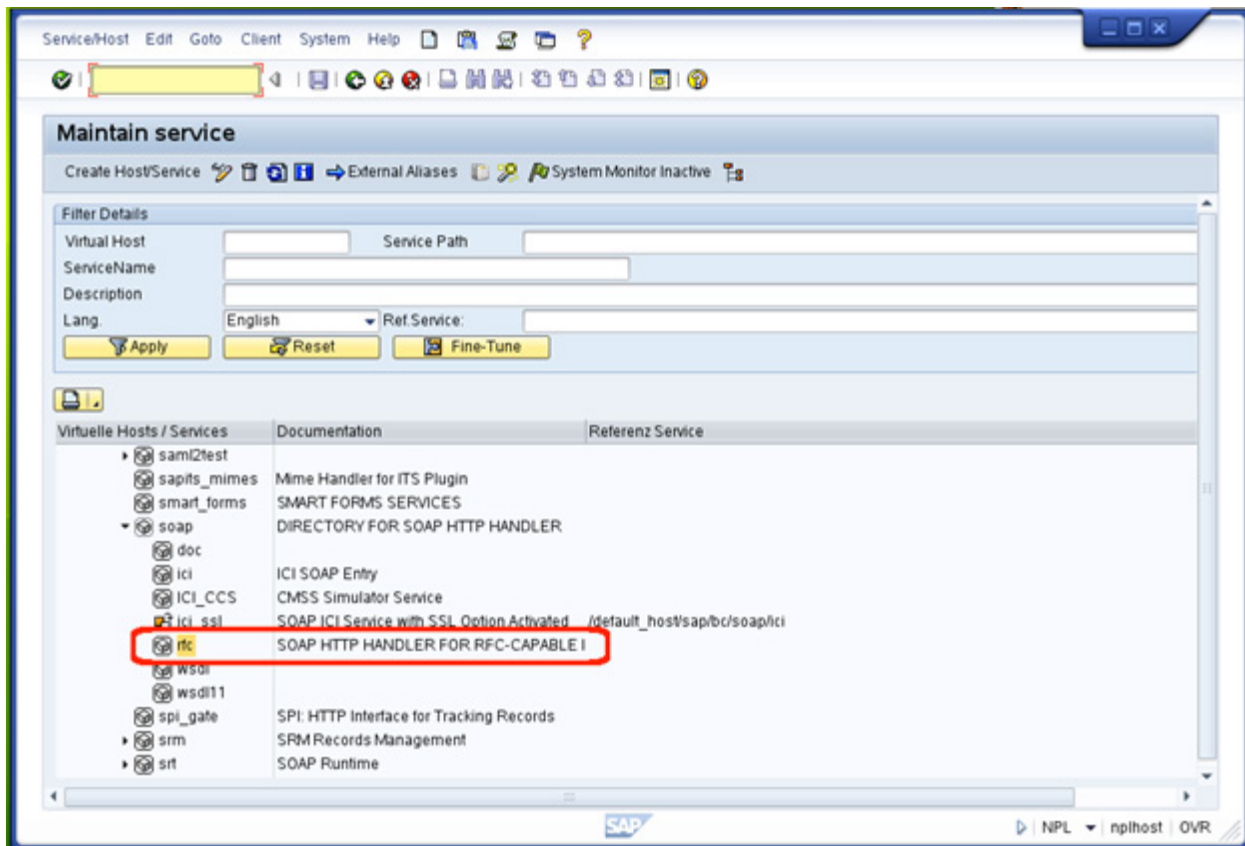 Service/Host Edit Goto Client System Help
Maintain service
Create Host/Service External Aliases System Monitor Inactive
Filter Details
Virtual Host Service Path
ServiceName
Description
Lang. English Ref.Service:
Apply Reset Fine-Tune
Virtuelle Hosts / Services Documentation Referenz Service
saml2test
sapits_mimes Mime Handler for ITS Plugin
smart_forms SMART FORMS SERVICES
soap DIRECTORY FOR SOAP HTTP HANDLER
doc
ici ICI SOAP Entry
ICI_CCS CMSS Simulator Service
ici_ssl SOAP ICI Service with SSL Option Activated /default_host/sap/bc/soap/ici
rfc SOAP HTTP HANDLER FOR RFC-CAPABLE I
wsdl
wsdl11
spi_gate SPI: HTTP Interface for Tracking Records
srm SRM Records Management
srt SOAP Runtime
SAP NPL nplhost OVR